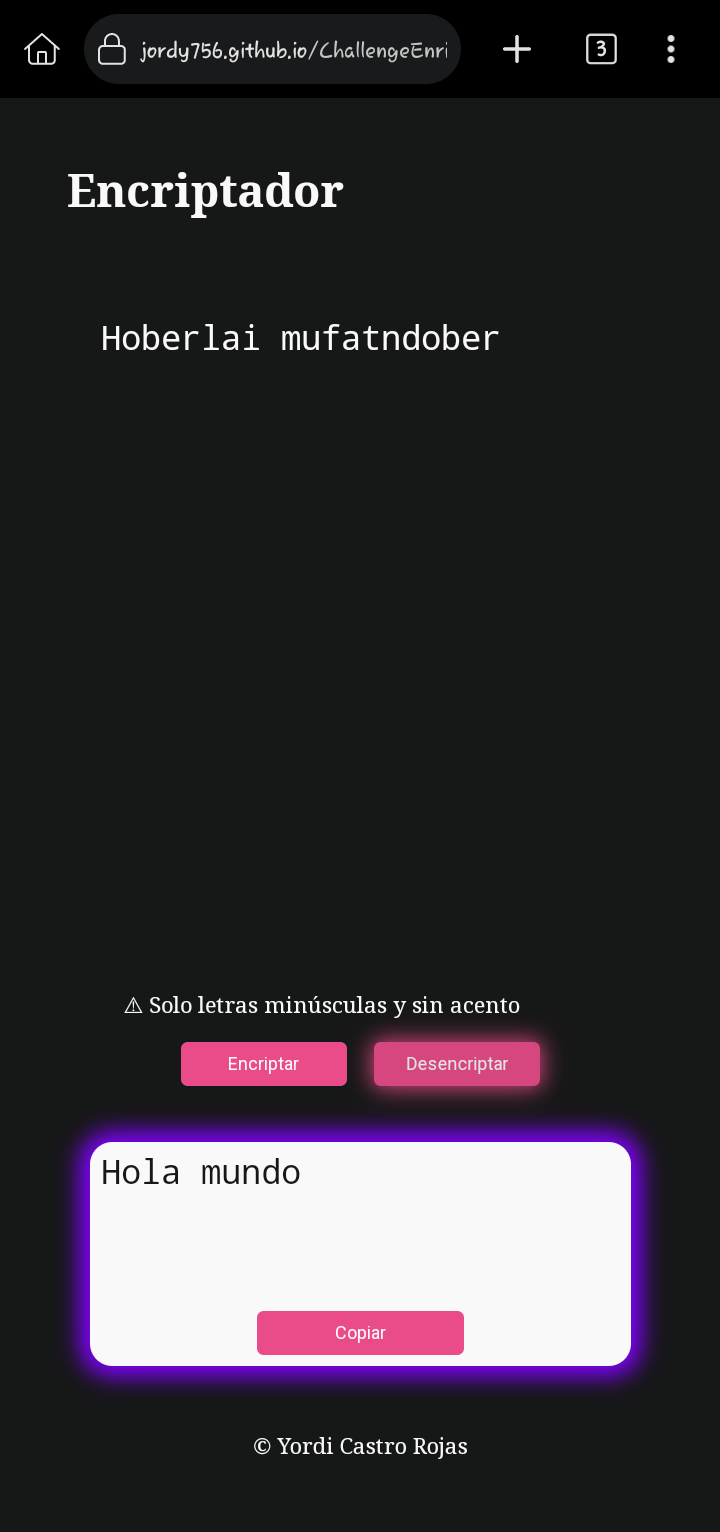 jordy756.github.io/ChallengeEnri
3
Encriptador
Hoberlai mufatndober
⚠ Solo letras minúsculas y sin acento
Encriptar
Desencriptar
Hola mundo
Copiar
© Yordi Castro Rojas